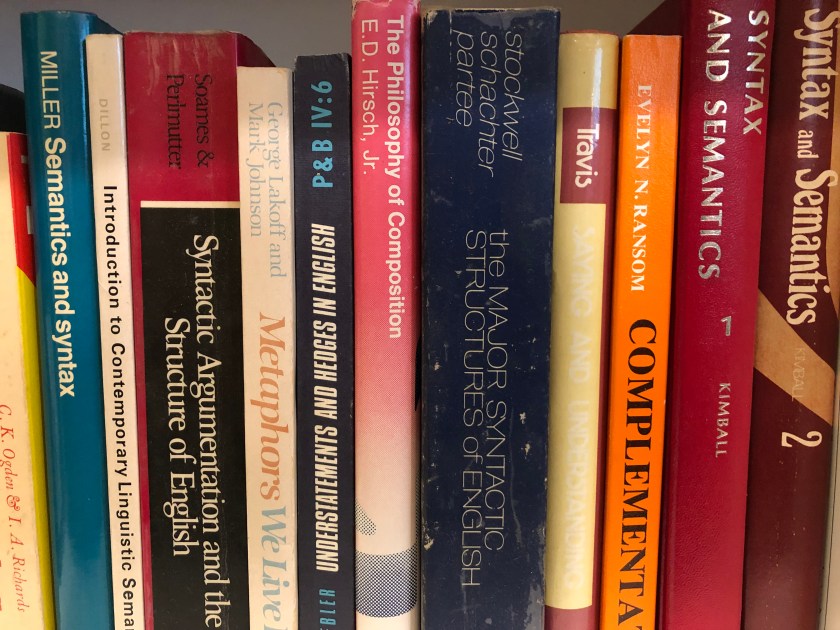 C. K. Ogden & I. A. Richards
MILLER Semantics and syntax
DILLON Introduction to Contemporary Linguistic Seman
Soames &
Perlmutter
Syntactic Argumentation and the
Structure of English
George Lakoff and
Mark Johnson
Metaphors We Live
P&B IV:6 UNDERSTATEMENTS AND HEDGES IN ENGLISH
The Philosophy of Composition
E.D. Hirsch, Jr.
stockwell
schachter
partee
the MAJOR SYNTACTIC
STRUCTURES of ENGLISH
Travis SAYING AND UNDERSTANDING
EVELYN N. RANSOM COMPLEMENTA
SYNTAX
AND SEMANTICS
1
KIMBALL
Syntax and
Semantics
KIMBALL
2